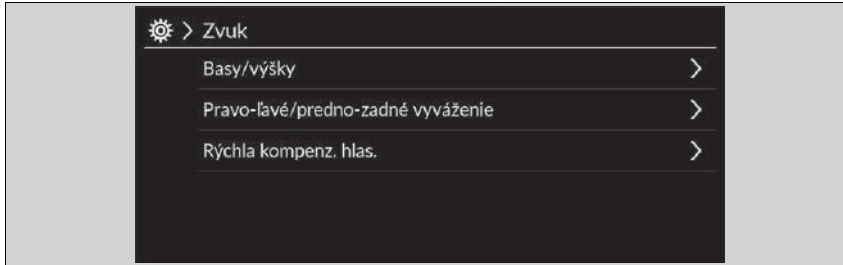 Zvuk
Basy/výšky
Pravo-ľavé/predno-zadné vyváženie
Rýchla kompenz. hlas.